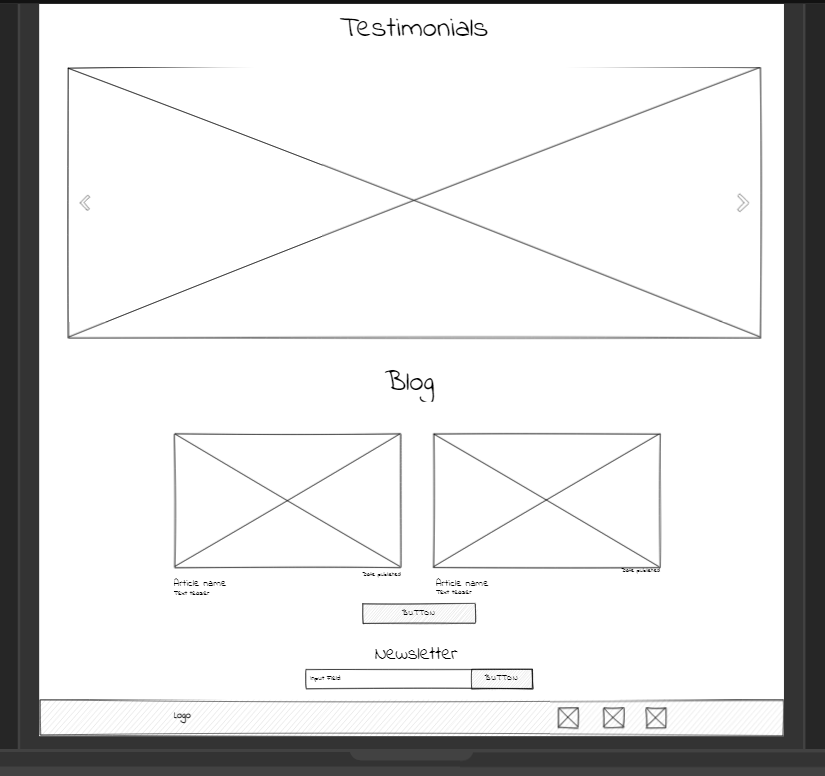 Testimonials
Blog
Article name
Date published
Text teaser
Article name
Date published
Text teaser
BUTTON
Newsletter
Input Field
BUTTON
Logo